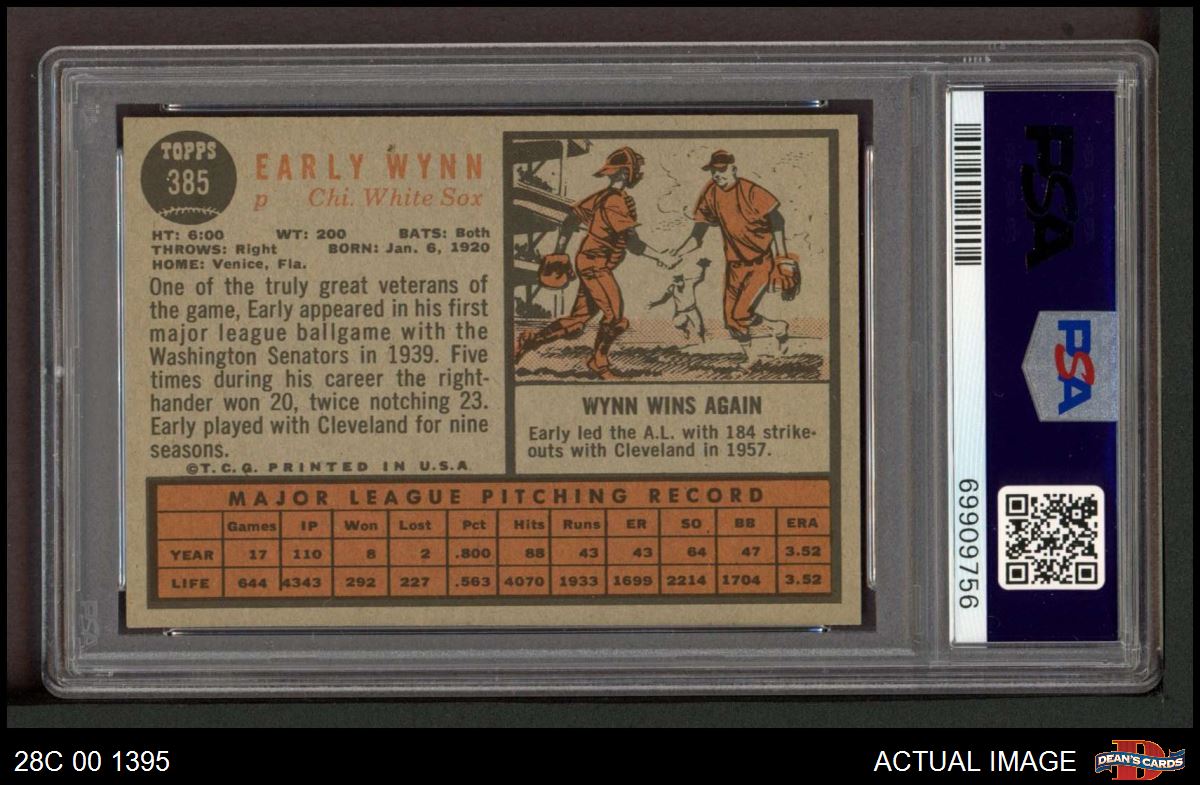 TOPPS
385
EARLY WYNN
p Chi. White Sox
HT: 6:00 WT: 200 BATS: Both
THROWS: Right BORN: Jan. 6, 1920
HOME: Venice, Fla.
One of the truly great veterans of
the game, Early appeared in his first
major league ballgame with the
Washington Senators in 1939. Five
times during his career the right-
hander won 20, twice notching 23.
Early played with Cleveland for nine
seasons.
©T.C.G. PRINTED IN U.S.A
WYNN WINS AGAIN
Early led the A.L. with 184 strike-
outs with Cleveland in 1957.
MAJOR LEAGUE PITCHING RECORD
Games IP Won Lost Pct Hits Runs ER SO BB ERA
YEAR 17 110 8 2 .800 88 43 43 64 47 3.52
LIFE 644 4343 292 227 .563 4070 1933 1699 2214 1704 3.52
PSA
PSA
69909756
PSA
28C 00 1395
ACTUAL IMAGE
D
DEAN'S CARDS